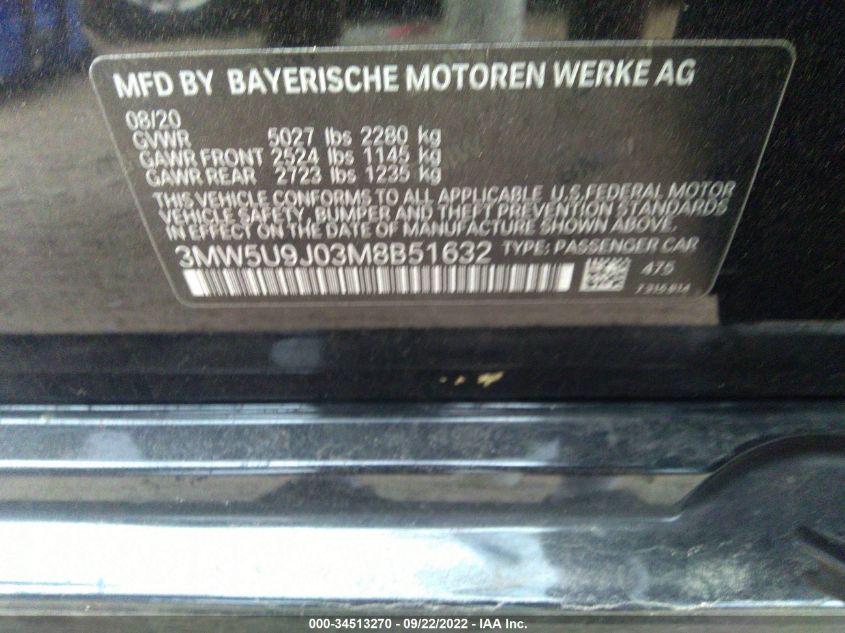 MFD BY BAYERISCHE MOTOREN WERKE AG
08/20
GVWR 5027 lbs 2280 kg
GAWR FRONT 2524 lbs 1145 kg
GAWR REAR 2723 lbs 1235 kg
THIS VEHICLE CONFORMS TO ALL APPLICABLE U.S. FEDERAL MOTOR
VEHICLE SAFETY, BUMPER AND THEFT PREVENTION STANDARDS
IN EFFECT ON THE DATE OF MANUFACTURE SHOWN ABOVE.
3MW5U9J03M8B51632 TYPE: PASSENGER CAR
475
7315814
000-34513270 - 09/22/2022 - IAA Inc.